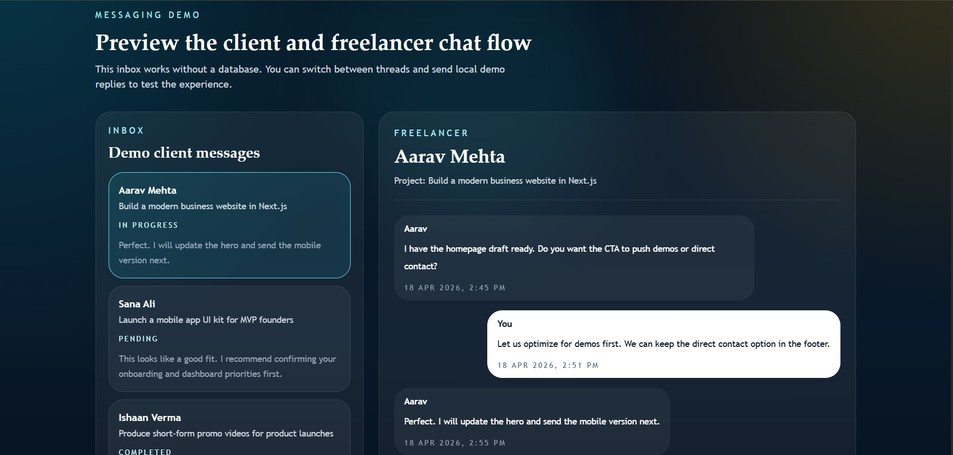 MESSAGING DEMO
Preview the client and freelancer chat flow
This inbox works without a database. You can switch between threads and send local demo
replies to test the experience.
INBOX
Demo client messages
Aarav Mehta
Build a modern business website in Next.js
IN PROGRESS
Perfect. I will update the hero and send the mobile
version next.
Sana Ali
Launch a mobile app UI kit for MVP founders
PENDING
This looks like a good fit. I recommend confirming your
onboarding and dashboard priorities first.
Ishaan Verma
Produce short-form promo videos for product launches
COMPLETED
FREELANCER
Aarav Mehta
Project: Build a modern business website in Next.js
Aarav
I have the homepage draft ready. Do you want the CTA to push demos or direct
contact?
18 APR 2026, 2:45 PM
You
Let us optimize for demos first. We can keep the direct contact option in the footer.
18 APR 2026, 2:51 PM
Aarav
Perfect. I will update the hero and send the mobile version next.
18 APR 2026, 2:55 PM